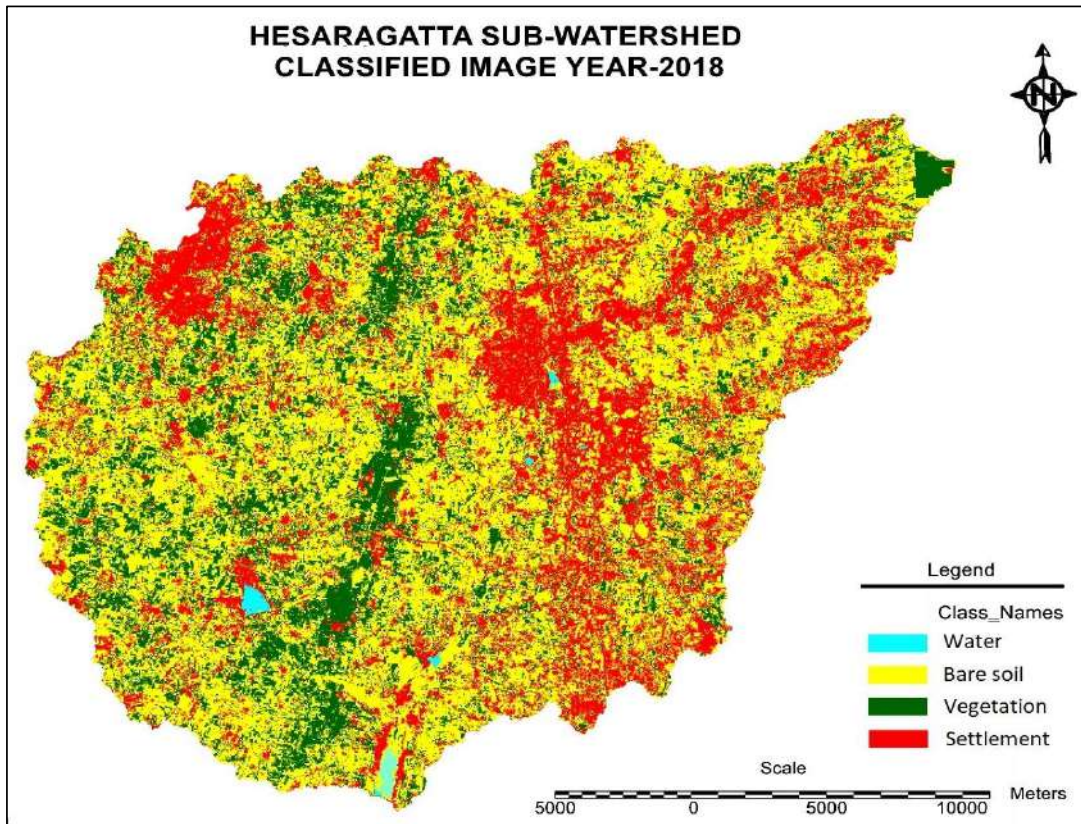 HESARAGATTA SUB-WATERSHED
CLASSIFIED IMAGE YEAR-2018
N
Legend
Class_Names
Water
Bare soil
Vegetation
Settlement
Scale
Meters
5000 0 5000 10000